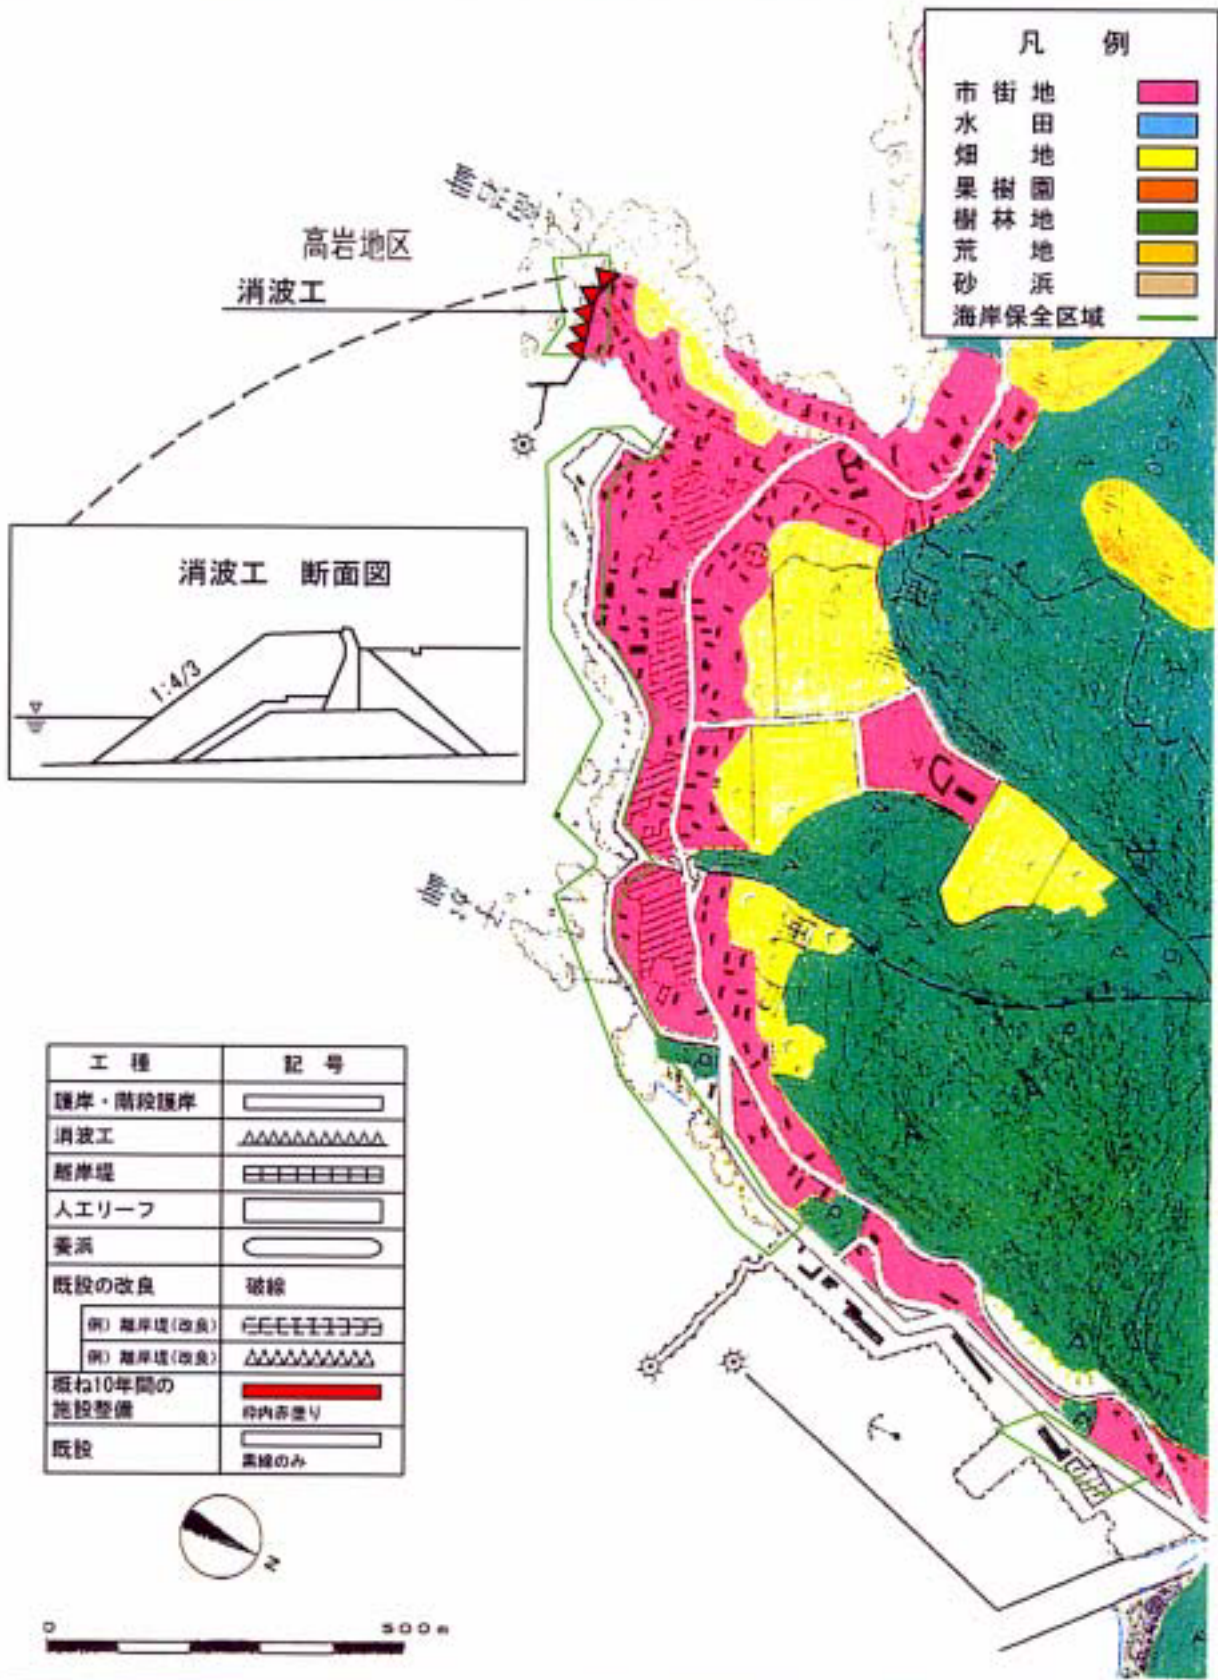 凡 例
市 街 地
水 田
畑 地
果 樹 園
樹 林 地
荒 地
砂 浜
海岸保全区域
高岩地区
消波工
消波工 断面図
1:4/3
工 種 記 号
護岸・階段護岸
消波工
離岸堤
人工リーフ
養浜
既設の改良 破線
例) 離岸堤(改良)
例) 離岸堤(改良)
概ね10年間の
施設整備 枠内赤塗り
既設 黒線のみ
N
0 500m